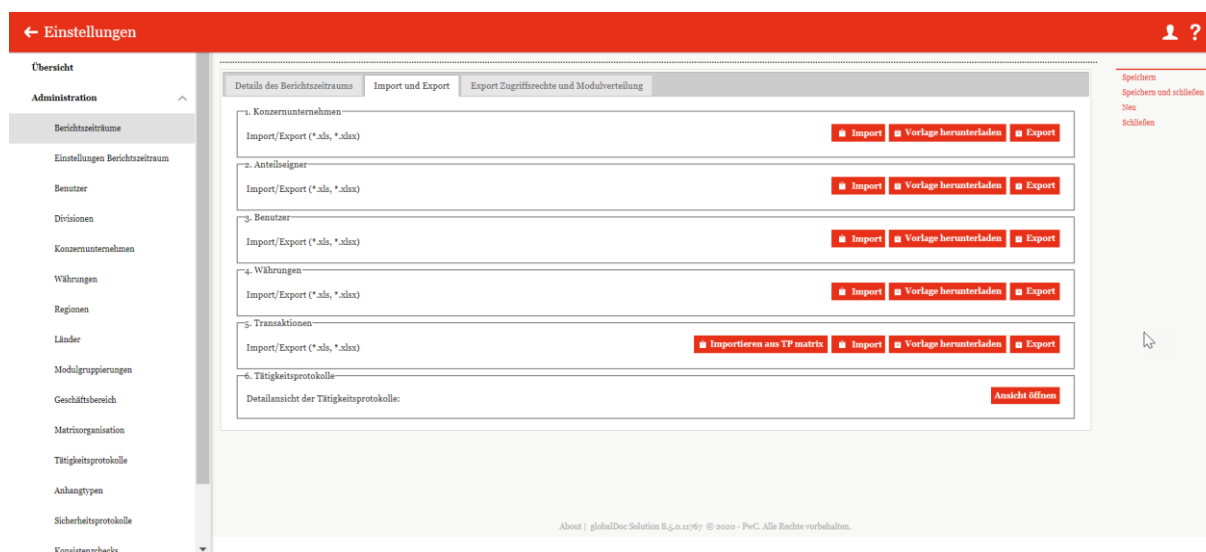 ← Einstellungen ?
Übersicht
Administration
Berichtszeiträume
Einstellungen Berichtszeitraum
Benutzer
Divisionen
Konzernunternehmen
Währungen
Regionen
Länder
Modulgruppierungen
Geschäftsbereich
Matrixorganisation
Tätigkeitsprotokolle
Anhangtypen
Sicherheitsprotokolle
Konsistenzchecks
Details des Berichtszeitraums Import und Export Export Zugriffsrechte und Modulverteilung
1. Konzernunternehmen
Import/Export (*.xls, *.xlsx) Import Vorlage herunterladen Export
2. Anteilseigner
Import/Export (*.xls, *.xlsx) Import Vorlage herunterladen Export
3. Benutzer
Import/Export (*.xls, *.xlsx) Import Vorlage herunterladen Export
4. Währungen
Import/Export (*.xls, *.xlsx) Import Vorlage herunterladen Export
5. Transaktionen
Import/Export (*.xls, *.xlsx) Importieren aus TP matrix Import Vorlage herunterladen Export
6. Tätigkeitsprotokolle
Detailansicht der Tätigkeitsprotokolle: Ansicht öffnen
Speichern
Speichern und schließen
Neu
Schließen
About | globalDoc Solution 8.5.0.11767 © 2020 - PwC. Alle Rechte vorbehalten.